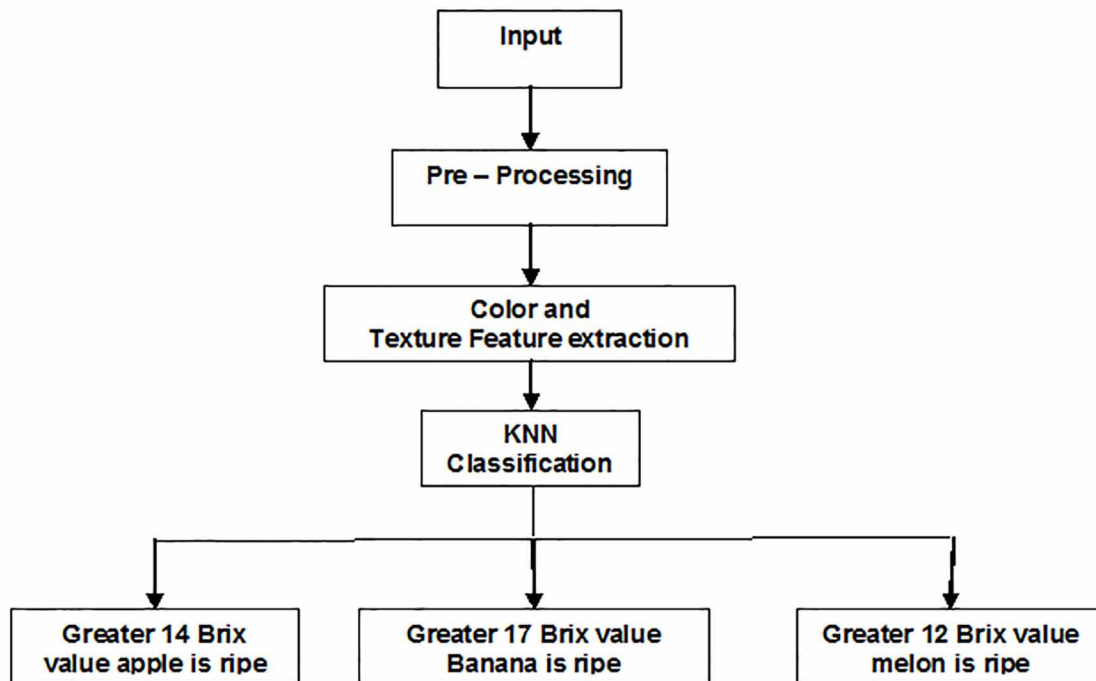 Input
Pre – Processing
Color and
Texture Feature extraction
KNN
Classification
Greater 14 Brix
value apple is ripe
Greater 17 Brix value
Banana is ripe
Greater 12 Brix value
melon is ripe